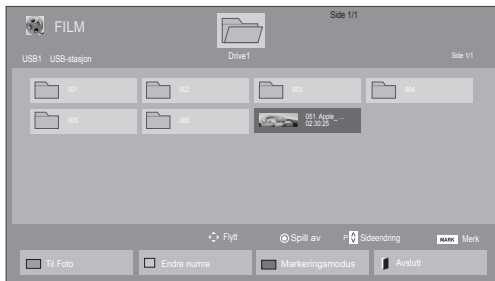 FILM
Side 1/1
USB1 USB-stasjon
Drive1
Side 1/1
001
002
003
004
005
006
051. Apple_ ...
02:30:25
Flytt
Spill av
P Sideendring
MARK Merk
Til Foto
Endre numre
Markeringsmodus
Avslutt